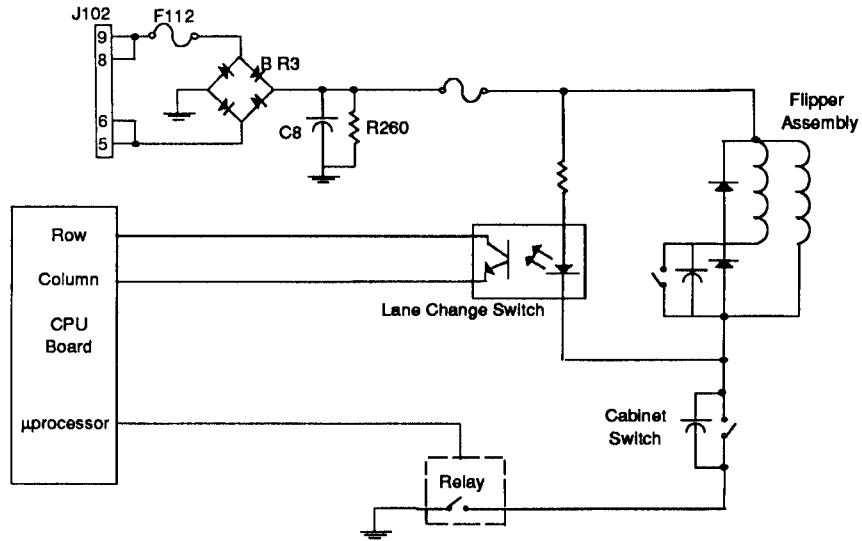 J102
F112
9
8
B R3
6
5
C8
R260
Flipper
Assembly
Row
Column
CPU
Board
µprocessor
Lane Change Switch
Cabinet
Switch
Relay